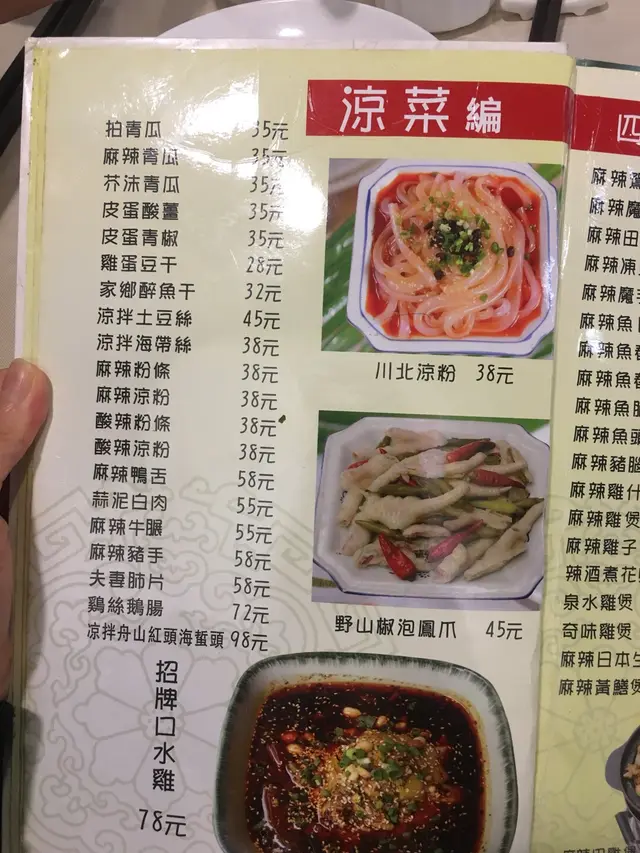 涼菜編
拍青瓜 35元
麻辣青瓜 35元
芥沫青瓜 35元
皮蛋酸薑 35元
皮蛋青椒 35元
雞蛋豆干 28元
家鄉醉魚干 32元
涼拌土豆絲 45元
涼拌海帶絲 38元
麻辣粉條 38元
麻辣涼粉 38元
酸辣粉條 38元
酸辣涼粉 38元
麻辣鴨舌 58元
蒜泥白肉 55元
麻辣牛𦟌 55元
麻辣豬手 58元
夫妻肺片 58元
鷄絲鵝腸 72元
凉拌舟山紅頭海蜇頭 98元
招牌口水雞
78元
川北涼粉 38元
野山椒泡鳳爪 45元
四
麻辣
麻辣魔
麻辣田
麻辣凍
麻辣魔
麻辣魚
麻辣魚
麻辣魚
麻辣魚
麻辣魚頭
麻辣豬腦
麻辣雞什
麻辣雞煲
麻辣雞子
辣酒煮花
泉水雞煲
奇味雞煲
麻辣日本生
麻辣黃鱔煲